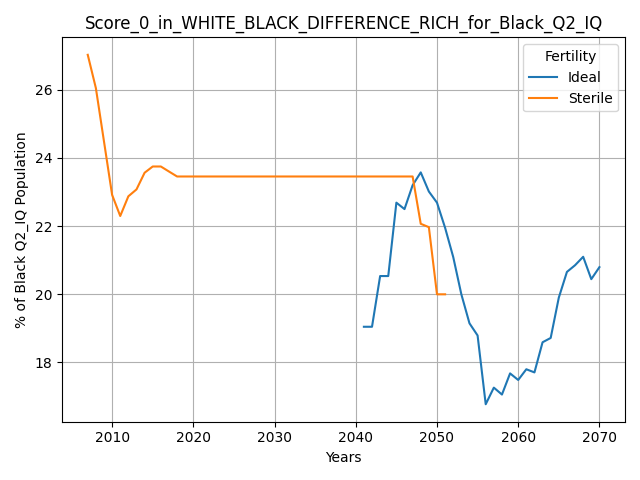 Score_0_in_WHITE_BLACK_DIFFERENCE_RICH_for_Black_Q2_IQ
Fertility
Ideal
Sterile
% of Black Q2_IQ Population
26
24
22
20
18
2010 2020 2030 2040 2050 2060 2070
Years